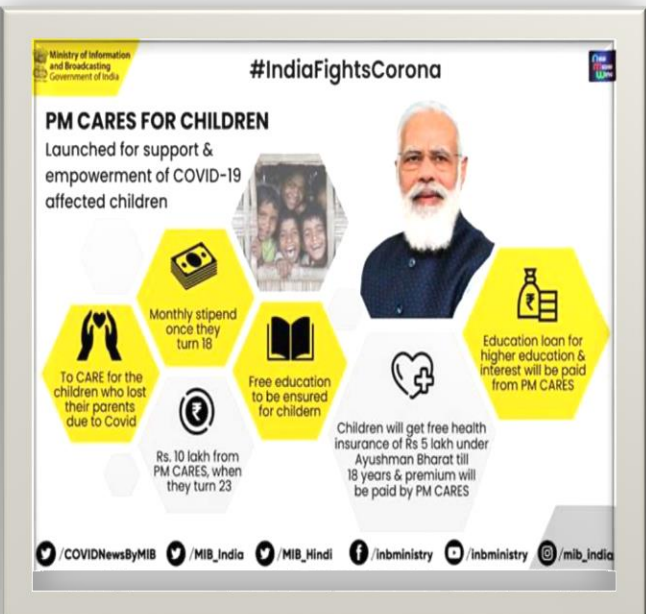 Ministry of Information
and Broadcasting
Government of India
#IndiaFightsCorona
PM CARES FOR CHILDREN
Launched for support &
empowerment of COVID-19
affected children
Monthly stipend
once they
turn 18
To CARE for the
children who lost
their parents
due to Covid
Rs. 10 lakh from
PM CARES, when
they turn 23
Free education
to be ensured
for childern
Children will get free health
insurance of Rs 5 lakh under
Ayushman Bharat till
18 years & premium will
be paid by PM CARES
Education loan for
higher education &
interest will be paid
from PM CARES
/COVIDNewsByMIB /MIB_India /MIB_Hindi /inbministry /inbministry /mib_india